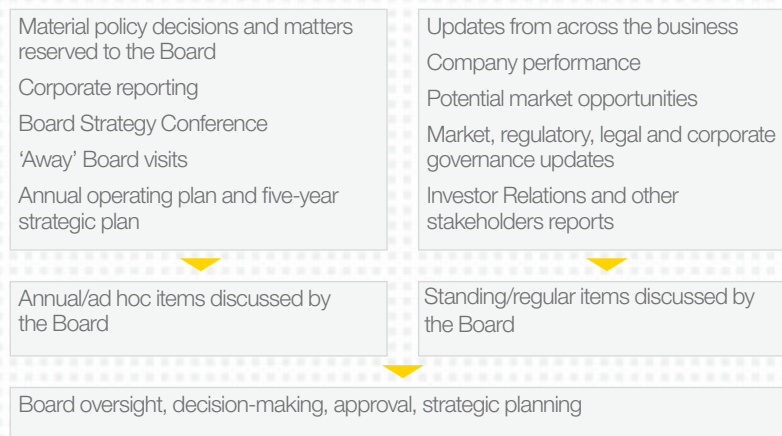 Material policy decisions and matters
reserved to the Board
Corporate reporting
Board Strategy Conference
‘Away’ Board visits
Annual operating plan and five-year
strategic plan
Updates from across the business
Company performance
Potential market opportunities
Market, regulatory, legal and corporate
governance updates
Investor Relations and other
stakeholders reports
Annual/ad hoc items discussed by
the Board
Standing/regular items discussed by
the Board
Board oversight, decision-making, approval, strategic planning